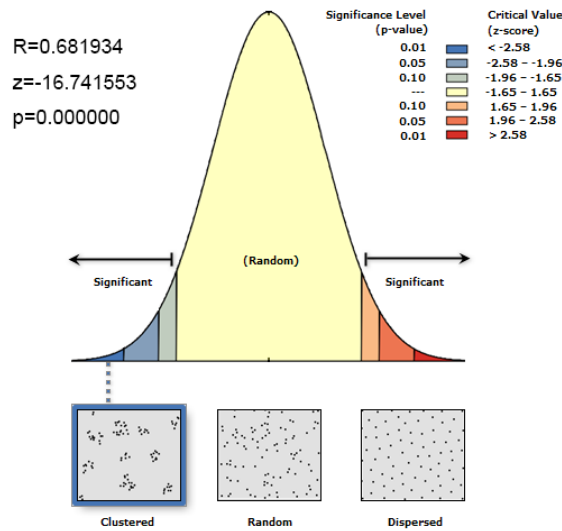 Significance Level
(p-value)
Critical Value
(z-score)
0.01 < -2.58
0.05 -2.58 – -1.96
0.10 -1.96 – -1.65
--- -1.65 – 1.65
0.10 1.65 – 1.96
0.05 1.96 – 2.58
0.01 > 2.58
R=0.681934
z=-16.741553
p=0.000000
Significant
(Random)
Significant
Clustered
Random
Dispersed